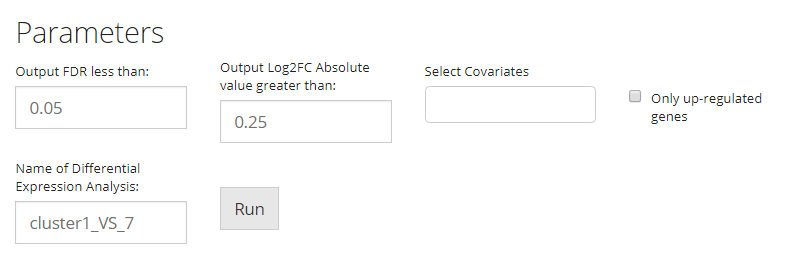 Parameters
Output FDR less than:
0.05
Output Log2FC Absolute
value greater than:
0.25
Select Covariates
Only up-regulated
genes
Name of Differential
Expression Analysis:
cluster1_VS_7
Run